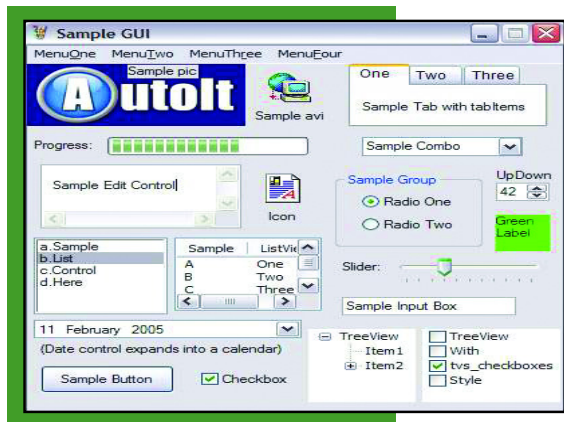 Sample GUI
MenuOne MenuTwo MenuThree MenuFour
Sample pic
AutoIt
Sample avi
One Two Three
Sample Tab with tabItems
Progress:
Sample Combo
Sample Edit Control
Icon
Sample Group
Radio One
Radio Two
UpDown
42
Green
Label
a.Sample
b.List
c.Control
d.Here
Sample ListVie
A One
B Two
C Three
Slider:
Sample Input Box
11 February 2005
(Date control expands into a calendar)
Sample Button
Checkbox
TreeView
Item1
Item2
TreeView
With
tvs_checkboxes
Style